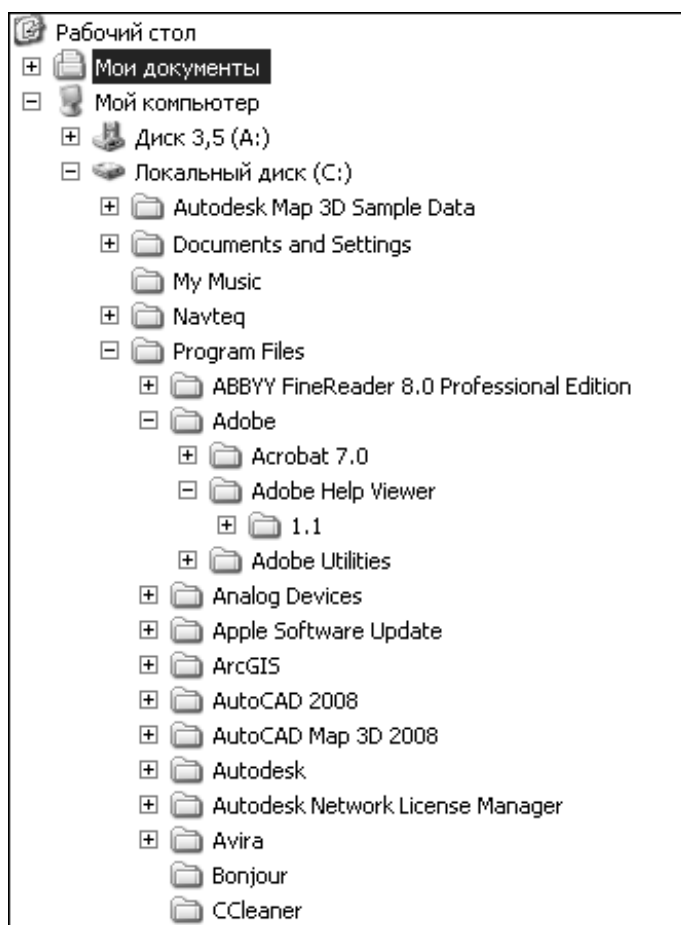 Рабочий стол
Мои документы
Мой компьютер
Диск 3,5 (A:)
Локальный диск (C:)
Autodesk Map 3D Sample Data
Documents and Settings
My Music
Navteq
Program Files
ABBYY FineReader 8.0 Professional Edition
Adobe
Acrobat 7.0
Adobe Help Viewer
1.1
Adobe Utilities
Analog Devices
Apple Software Update
ArcGIS
AutoCAD 2008
AutoCAD Map 3D 2008
Autodesk
Autodesk Network License Manager
Avira
Bonjour
CCleaner